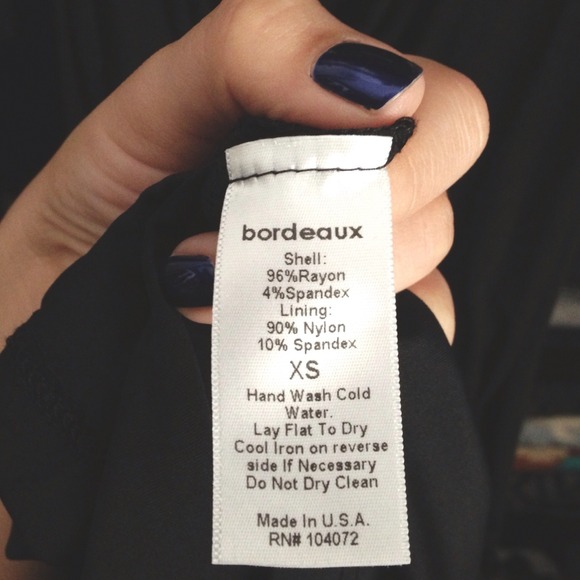 bordeaux
Shell:
96%Rayon
4%Spandex
Lining:
90% Nylon
10% Spandex
XS
Hand Wash Cold
Water.
Lay Flat To Dry
Cool Iron on reverse
side If Necessary
Do Not Dry Clean
Made In U.S.A.
RN# 104072